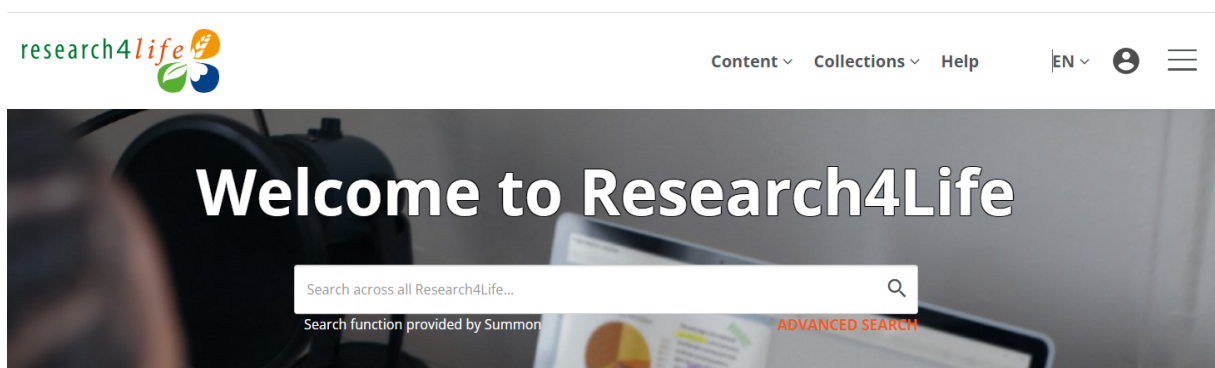 research4life
Content Collections Help EN
Welcome to Research4Life
Search across all Research4Life...
Search function provided by Summon ADVANCED SEARCH